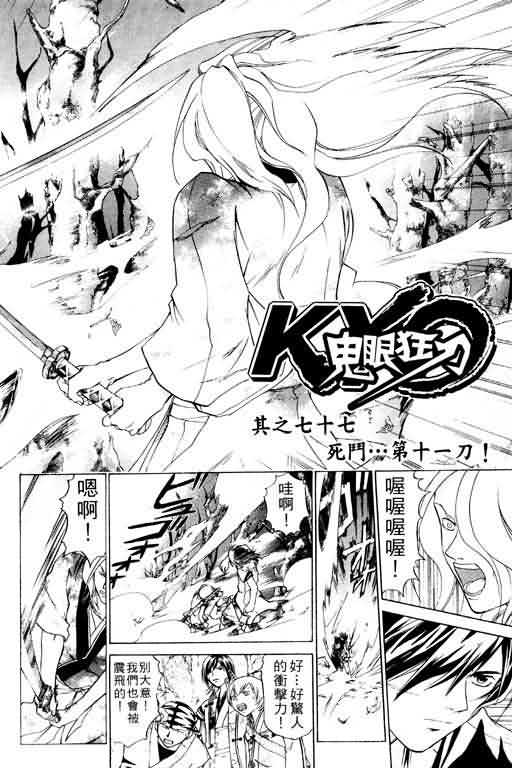 KYO
鬼眼狂刀
其之七十七
死鬥…第十一刀！
喔喔喔喔！
哇啊！
嗯啊！
好…好驚人
的衝擊力！
別大意！
我們也會被
震飛的！